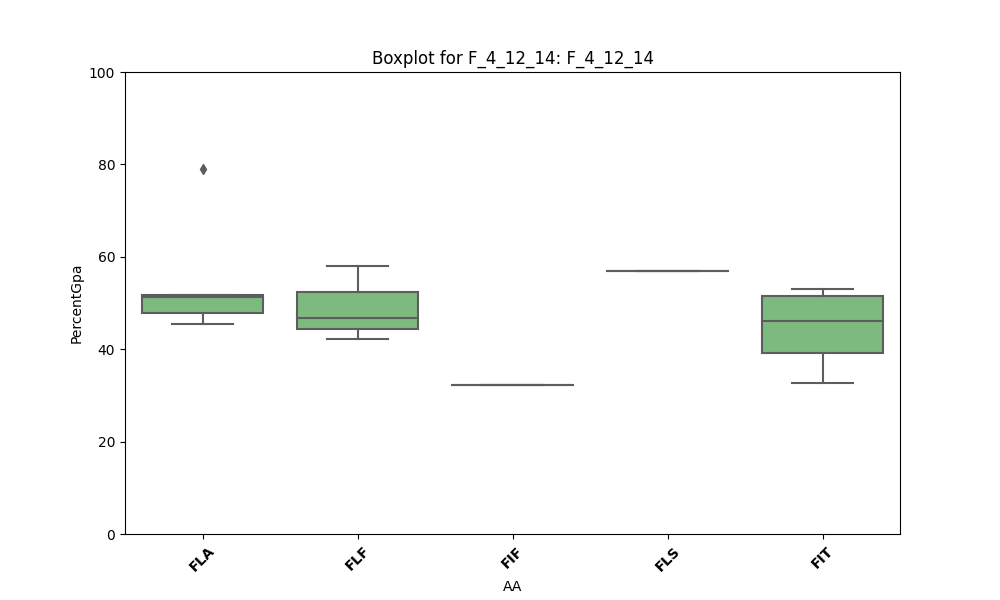 Boxplot for F_4_12_14: F_4_12_14
100
80
60
40
20
0
PercentGpa
FLA
FLF
FIF
FLS
FIT
AA